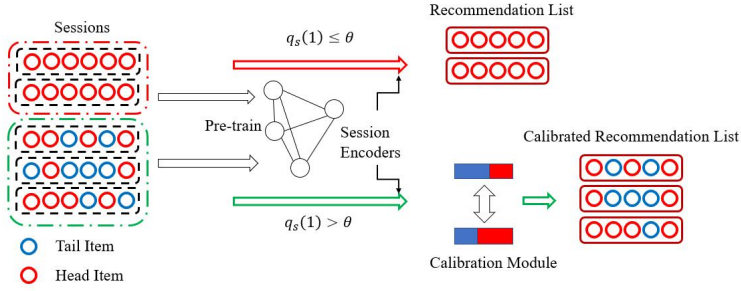 Sessions
Recommendation List
q_s(1) ≤ θ
Pre-train
Session
Encoders
Calibrated Recommendation List
q_s(1) > θ
Calibration Module
Tail Item
Head Item